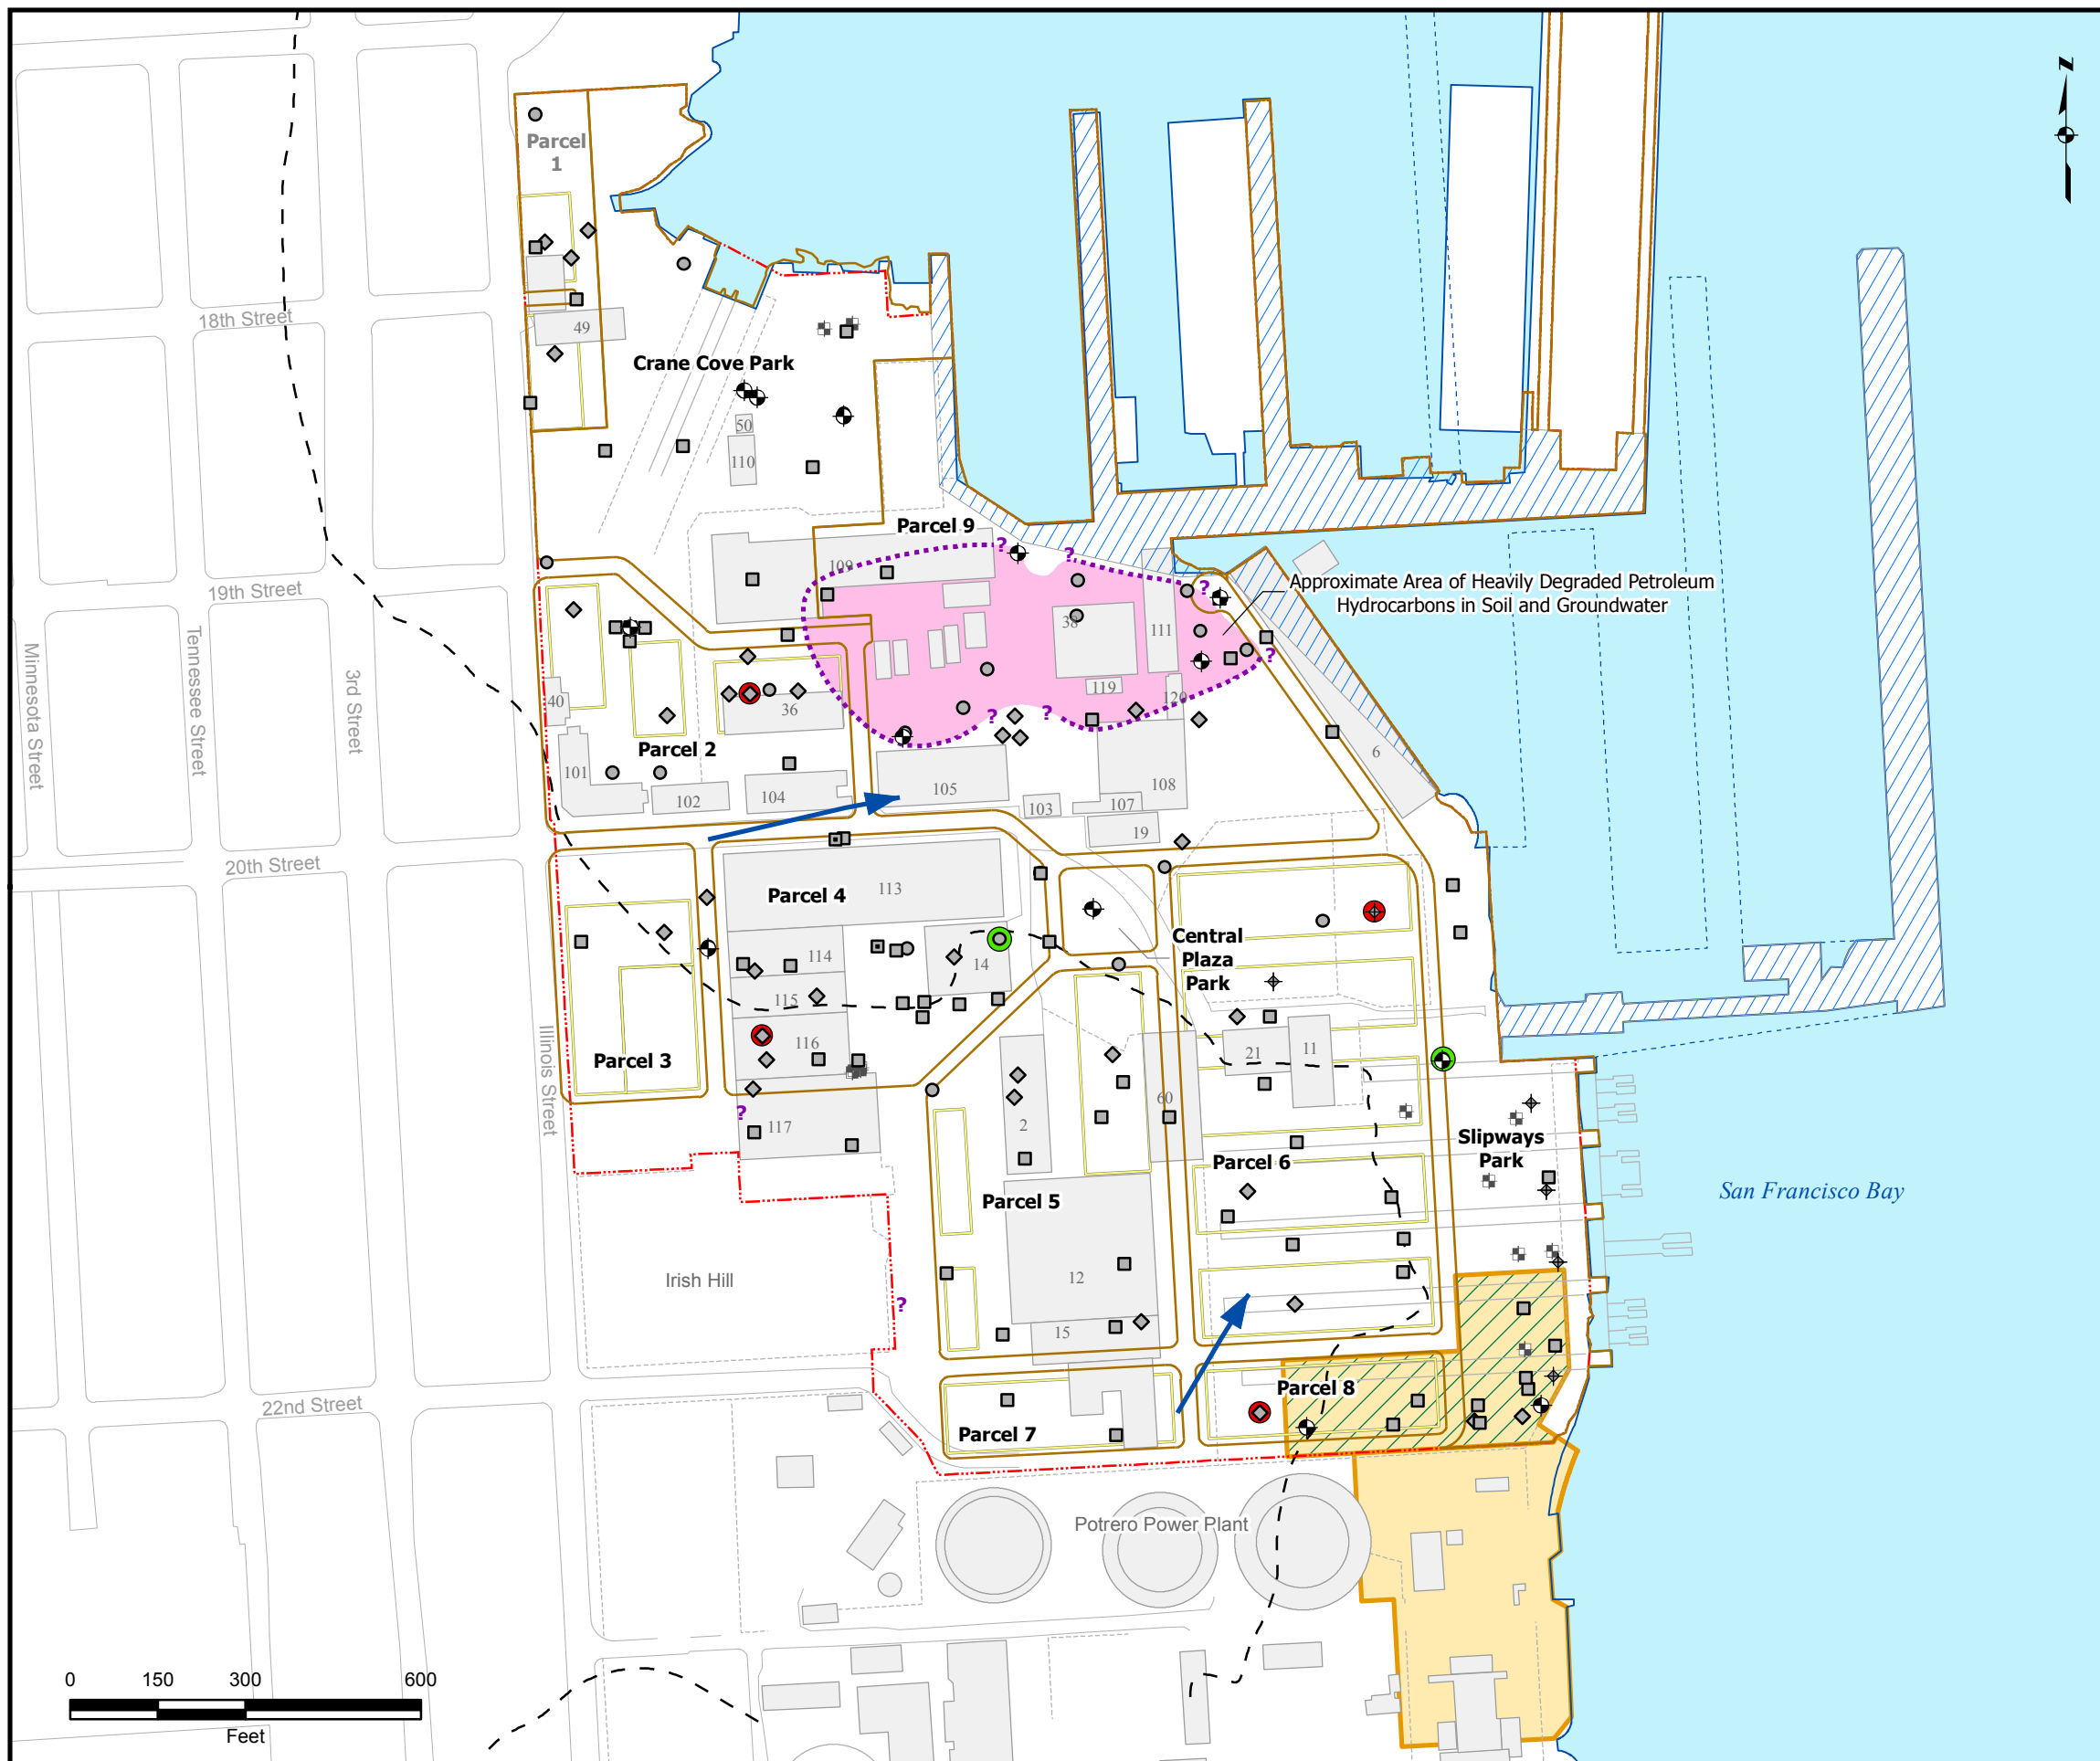 N
Parcel
1
18th Street
49
Crane Cove Park
50
110
Parcel 9
?
?
109
?
Approximate Area of Heavily Degraded Petroleum
Hydrocarbons in Soil and Groundwater
19th Street
38
111
Minnesota Street
Tennessee Street
3rd Street
?
119
120
40
36
?
?
Parcel 2
6
101
102
104
105
103
107
108
19
20th Street
113
Parcel 4
Central
Plaza
Park
114
14
115
116
21
11
Parcel 3
Illinois Street
?
117
2
60
Slipways
Park
Parcel 6
San Francisco Bay
Parcel 5
Irish Hill
12
?
15
Parcel 8
22nd Street
Parcel 7
Potrero Power Plant
0 150 300 600
Feet